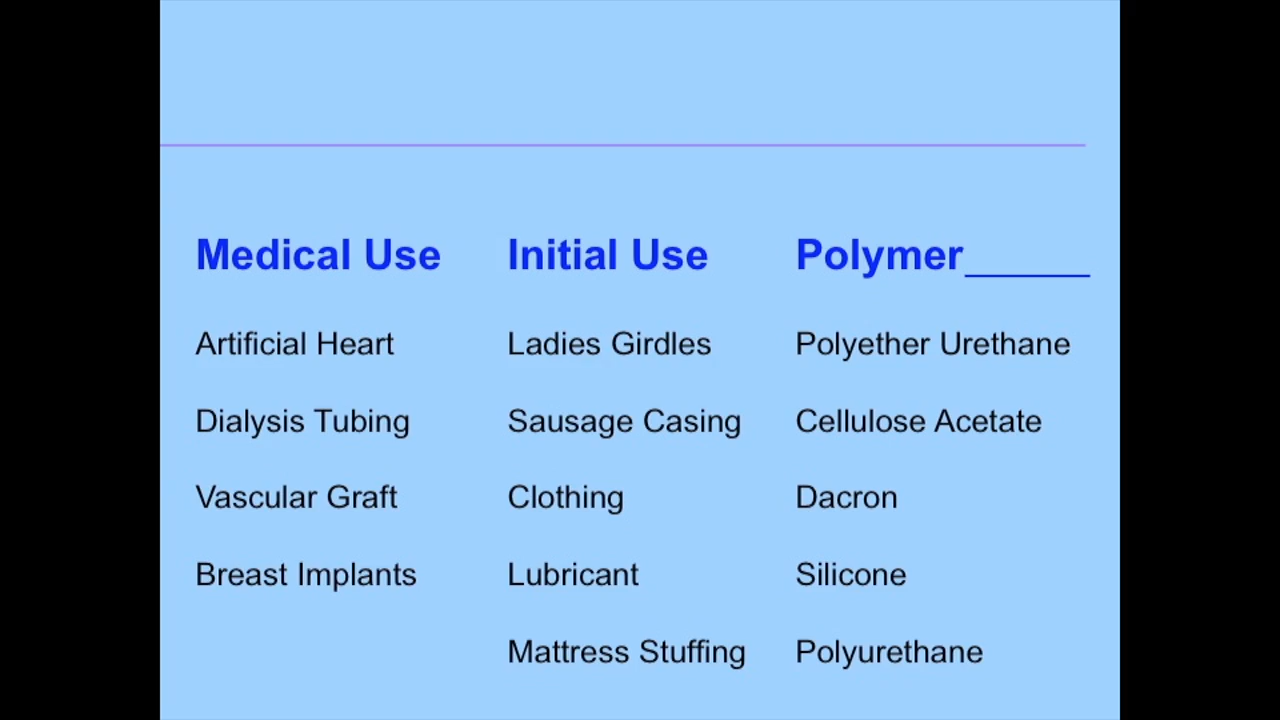 Medical Use Initial Use Polymer______
Artificial Heart Ladies Girdles Polyether Urethane
Dialysis Tubing Sausage Casing Cellulose Acetate
Vascular Graft Clothing Dacron
Breast Implants Lubricant Silicone
Mattress Stuffing Polyurethane